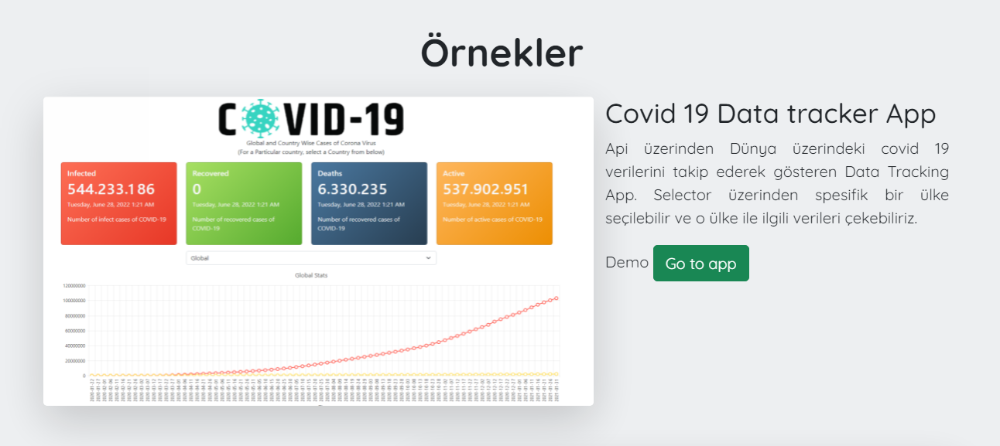 Örnekler
COVID-19
Global and Country Wise Cases of Corona Virus
(For a Particular country, select a Country from below)
Infected
544.233.186
Tuesday, June 28, 2022 1:21 AM
Number of infect cases of COVID-19
Recovered
0
Tuesday, June 28, 2022 1:21 AM
Number of recovered cases of
COVID-19
Deaths
6.330.235
Tuesday, June 28, 2022 1:21 AM
Number of recovered cases of
COVID-19
Active
537.902.951
Tuesday, June 28, 2022 1:21 AM
Number of active cases of COVID-19
Global
Global Stats
120000000
100000000
80000000
60000000
40000000
20000000
0
Covid 19 Data tracker App
Api üzerinden Dünya üzerindeki covid 19
verilerini takip ederek gösteren Data Tracking
App. Selector üzerinden spesifik bir ülke
seçilebilir ve o ülke ile ilgili verileri çekebiliriz.
Demo Go to app